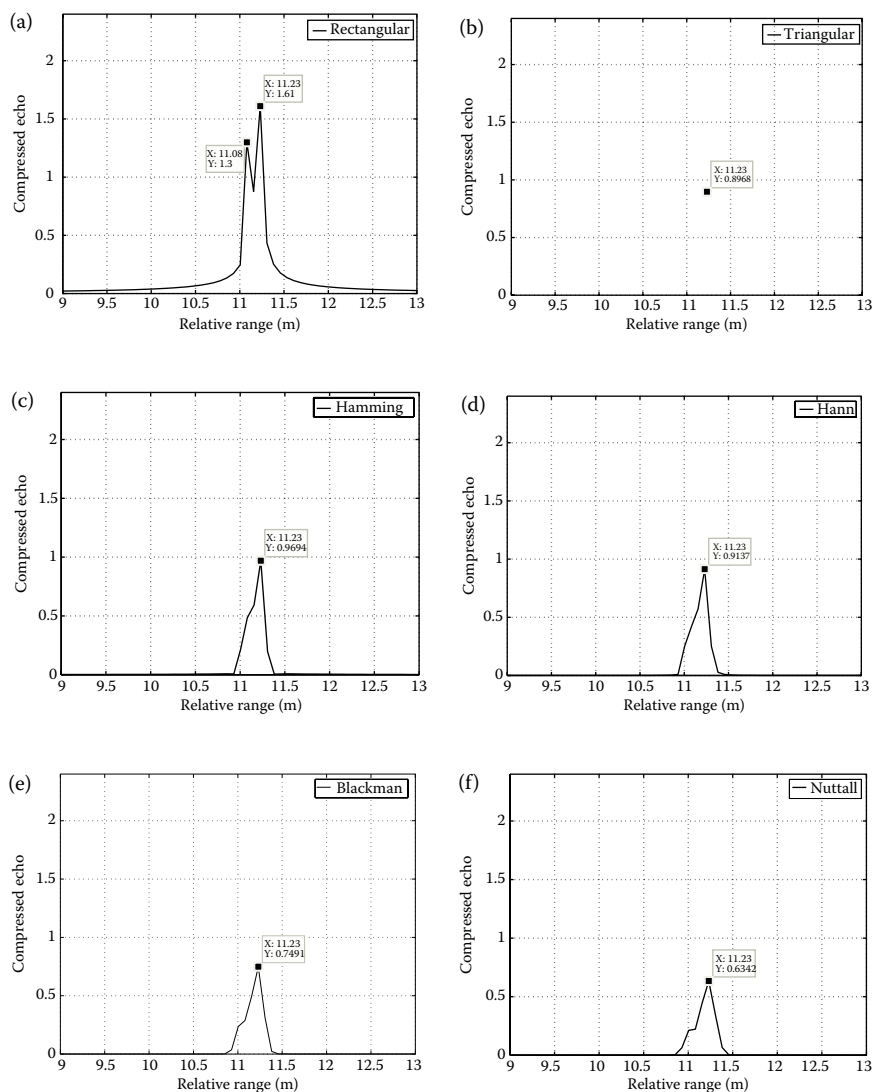 (a)
Rectangular
2
1.5
1
0.5
0
Compressed echo
X: 11.23
Y: 1.61
X: 11.08
Y: 1.3
9 10 10.5 11 11.5 12 12.5 13
Relative range (m)
(b)
Triangular
2
1.5
1
0.5
0
Compressed echo
X: 11.23
Y: 0.8968
9 9.5 10 10.5 11 11.5 12 12.5 13
Relative range (m)
(c)
Hamming
2
1.5
1
0.5
0
Compressed echo
X: 11.23
Y: 0.9694
9 9.5 10 10.5 11 11.5 12 12.5 13
Relative range (m)
(d)
Hann
2
1.5
1
0.5
0
Compressed echo
X: 11.23
Y: 0.9137
9 9.5 10 10.5 11 11.5 12 12.5 13
Relative range (m)
(e)
Blackman
2
1.5
1
0.5
0
Compressed echo
X: 11.23
Y: 0.7491
9 9.5 10 10.5 11 11.5 12 12.5 13
Relative range (m)
(f)
Nuttall
2
1.5
1
0.5
0
Compressed echo
X: 11.23
Y: 0.6342
9 9.5 10 10.5 11 11.5 12 12.5 13
Relative range (m)